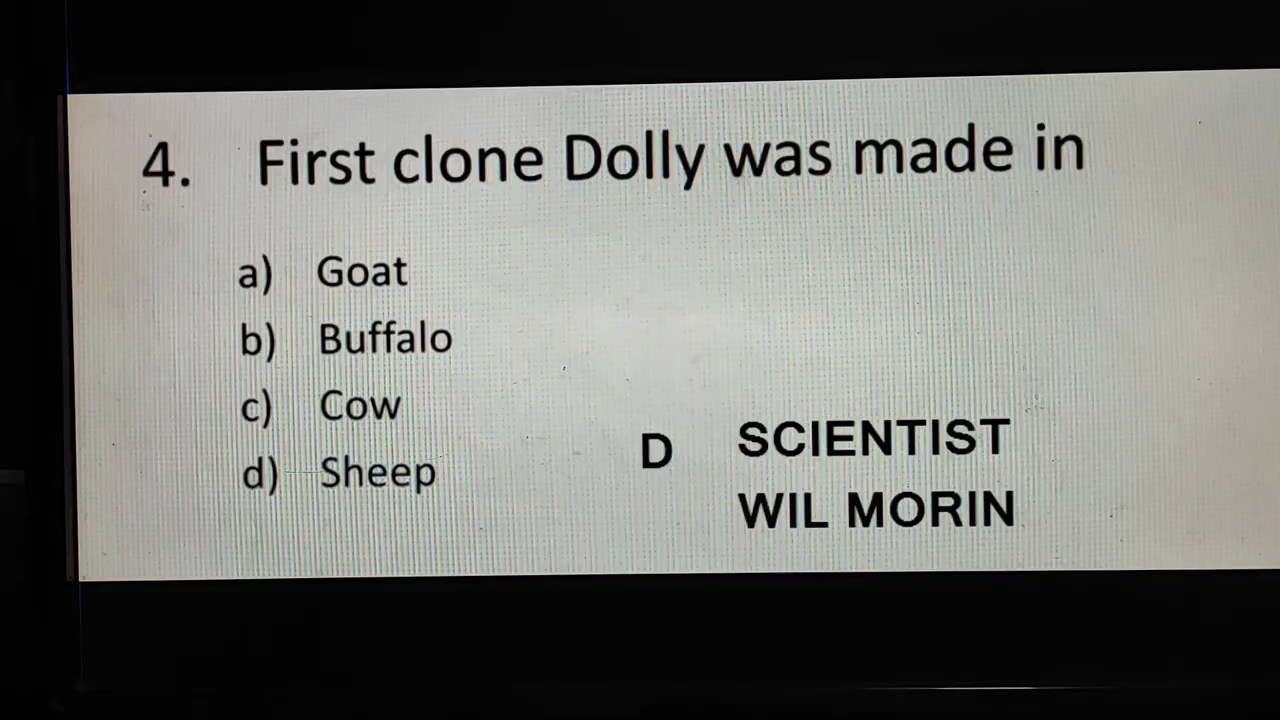 4. First clone Dolly was made in
a) Goat
b) Buffalo
c) Cow
d) Sheep
D SCIENTIST
WIL MORIN